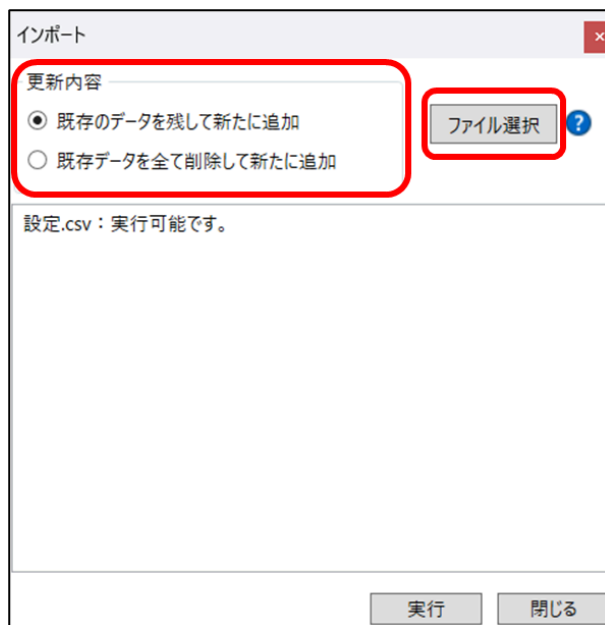 インポート
×
更新内容
既存のデータを残して新たに追加
ファイル選択
?
既存データを全て削除して新たに追加
設定.csv：実行可能です。
実行
閉じる